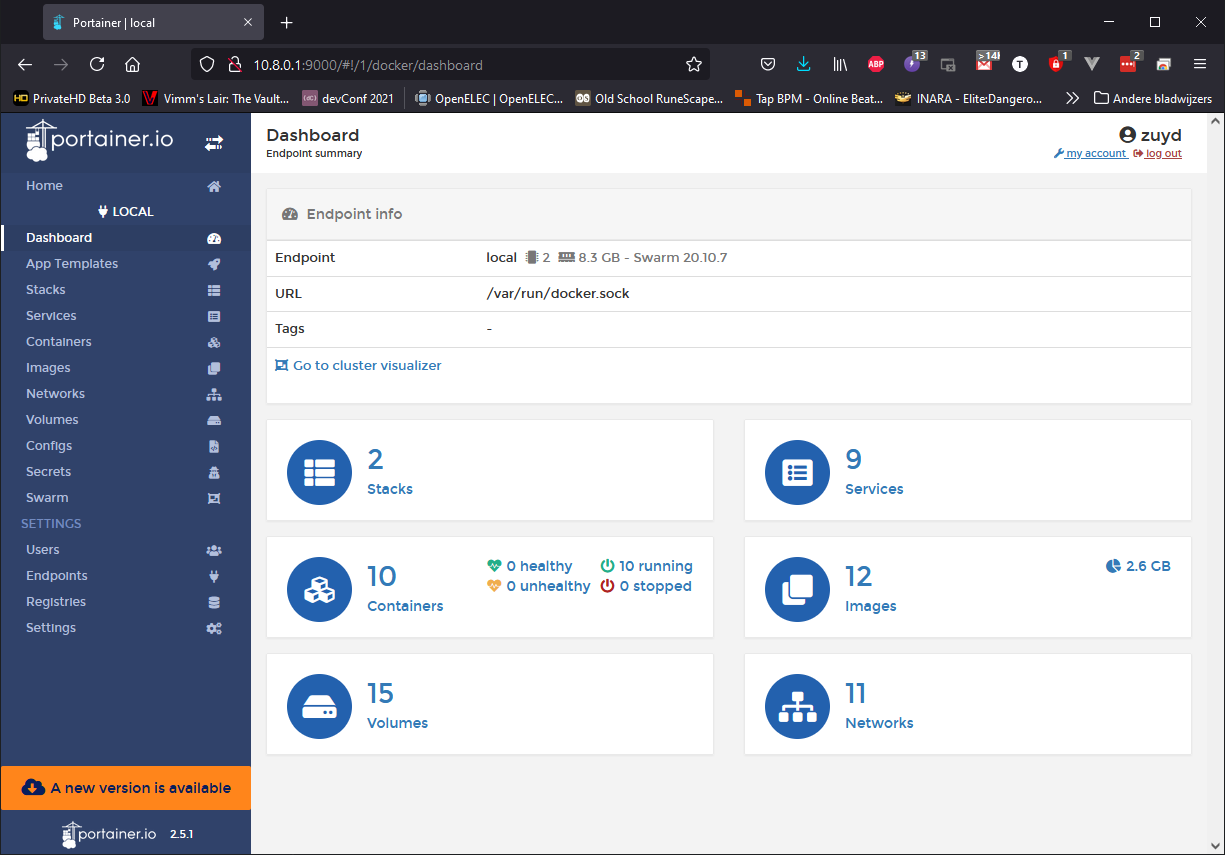 Portainer | local
10.8.0.1:9000/#!/1/docker/dashboard
ABP
13
>14k
T
1
2
HD PrivateHD Beta 3.0
V Vimm's Lair: The Vault...
{dC} devConf 2021
OpenELEC | OpenELEC...
OS Old School RuneScape...
Tap BPM - Online Beat...
INARA - Elite:Dangero...
Andere bladwijzers
portainer.io
Home
LOCAL
Dashboard
App Templates
Stacks
Services
Containers
Images
Networks
Volumes
Configs
Secrets
Swarm
SETTINGS
Users
Endpoints
Registries
Settings
A new version is available
portainer.io 2.5.1
Dashboard
Endpoint summary
zuyd
my account log out
Endpoint info
Endpoint local 2 8.3 GB - Swarm 20.10.7
URL /var/run/docker.sock
Tags -
Go to cluster visualizer
2
Stacks
9
Services
10
Containers
0 healthy 10 running
0 unhealthy 0 stopped
12
Images
2.6 GB
15
Volumes
11
Networks